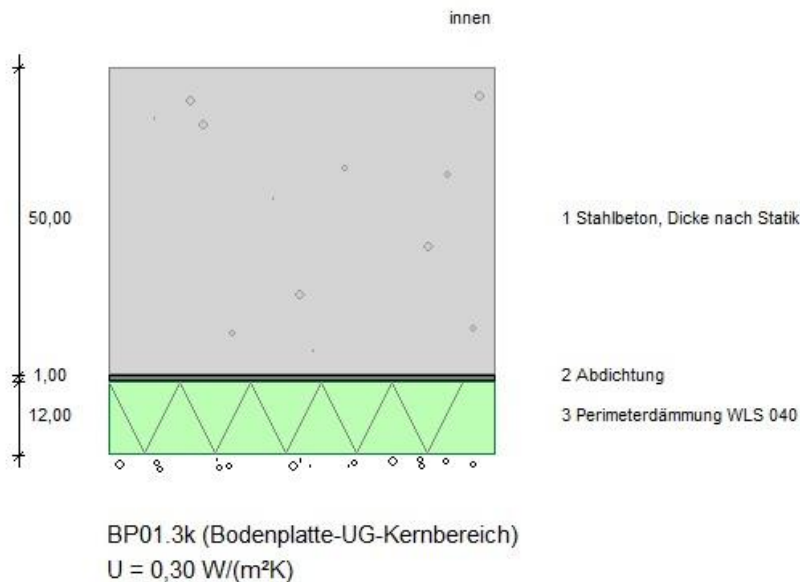 innen
50,00
1 Stahlbeton, Dicke nach Statik
1,00
2 Abdichtung
12,00
3 Perimeterdämmung WLS 040
BP01.3k (Bodenplatte-UG-Kernbereich)
U = 0,30 W/(m²K)